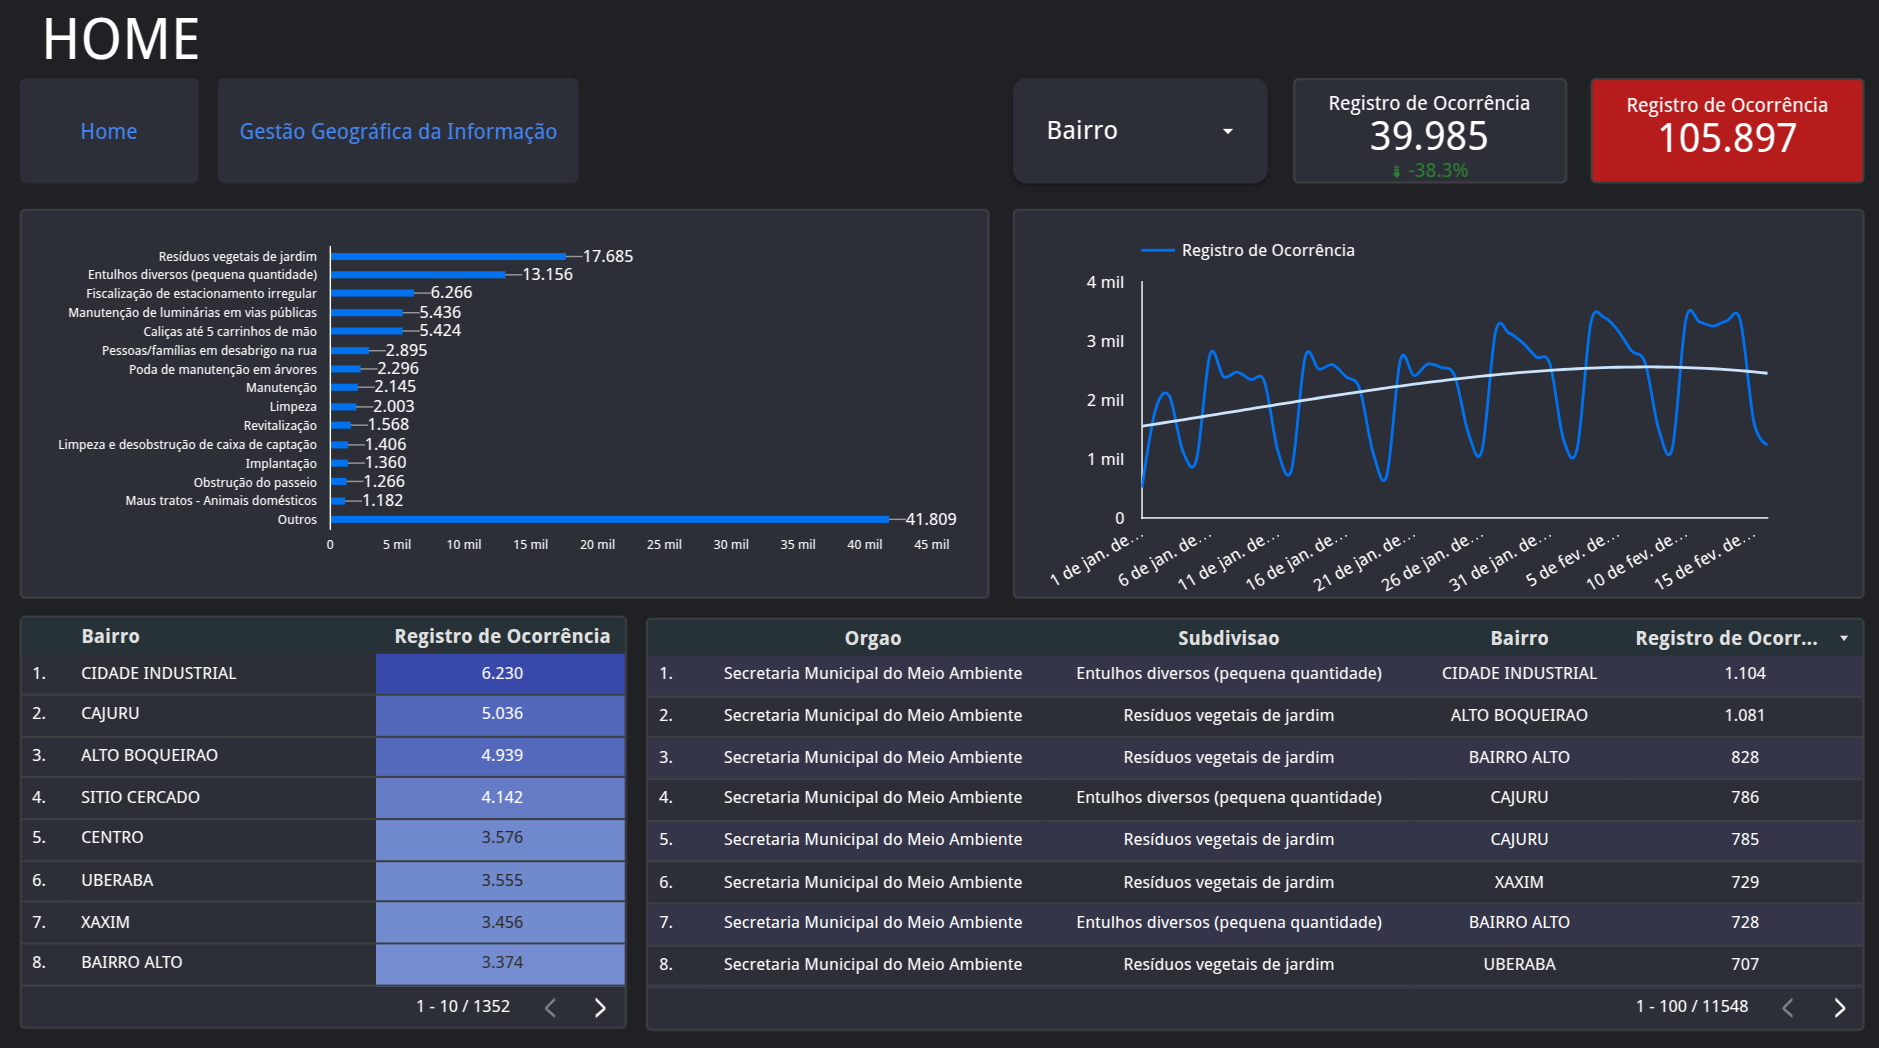 HOME
Home
Gestão Geográfica da Informação
Bairro
Registro de Ocorrência
39.985
-38.3%
Registro de Ocorrência
105.897
Resíduos vegetais de jardim 17.685
Entulhos diversos (pequena quantidade) 13.156
Fiscalização de estacionamento irregular 6.266
Manutenção de luminárias em vias públicas 5.436
Caliças até 5 carrinhos de mão 5.424
Pessoas/famílias em desabrigo na rua 2.895
Poda de manutenção em árvores 2.296
Manutenção 2.145
Limpeza 2.003
Revitalização 1.568
Limpeza e desobstrução de caixa de captação 1.406
Implantação 1.360
Obstrução do passeio 1.266
Maus tratos - Animais domésticos 1.182
Outros 41.809
0 5 mil 10 mil 15 mil 20 mil 25 mil 30 mil 35 mil 40 mil 45 mil
Registro de Ocorrência
4 mil
3 mil
2 mil
1 mil
0
1 de jan. de… 6 de jan. de… 11 de jan. de… 16 de jan. de… 21 de jan. de… 26 de jan. de… 31 de jan. de… 5 de fev. de… 10 de fev. de… 15 de fev. de…
Bairro Registro de Ocorrência
1. CIDADE INDUSTRIAL 6.230
2. CAJURU 5.036
3. ALTO BOQUEIRAO 4.939
4. SITIO CERCADO 4.142
5. CENTRO 3.576
6. UBERABA 3.555
7. XAXIM 3.456
8. BAIRRO ALTO 3.374
1 - 10 / 1352
Orgao Subdivisao Bairro Registro de Ocorr...
1. Secretaria Municipal do Meio Ambiente Entulhos diversos (pequena quantidade) CIDADE INDUSTRIAL 1.104
2. Secretaria Municipal do Meio Ambiente Resíduos vegetais de jardim ALTO BOQUEIRAO 1.081
3. Secretaria Municipal do Meio Ambiente Resíduos vegetais de jardim BAIRRO ALTO 828
4. Secretaria Municipal do Meio Ambiente Entulhos diversos (pequena quantidade) CAJURU 786
5. Secretaria Municipal do Meio Ambiente Resíduos vegetais de jardim CAJURU 785
6. Secretaria Municipal do Meio Ambiente Resíduos vegetais de jardim XAXIM 729
7. Secretaria Municipal do Meio Ambiente Entulhos diversos (pequena quantidade) BAIRRO ALTO 728
8. Secretaria Municipal do Meio Ambiente Resíduos vegetais de jardim UBERABA 707
1 - 100 / 11548